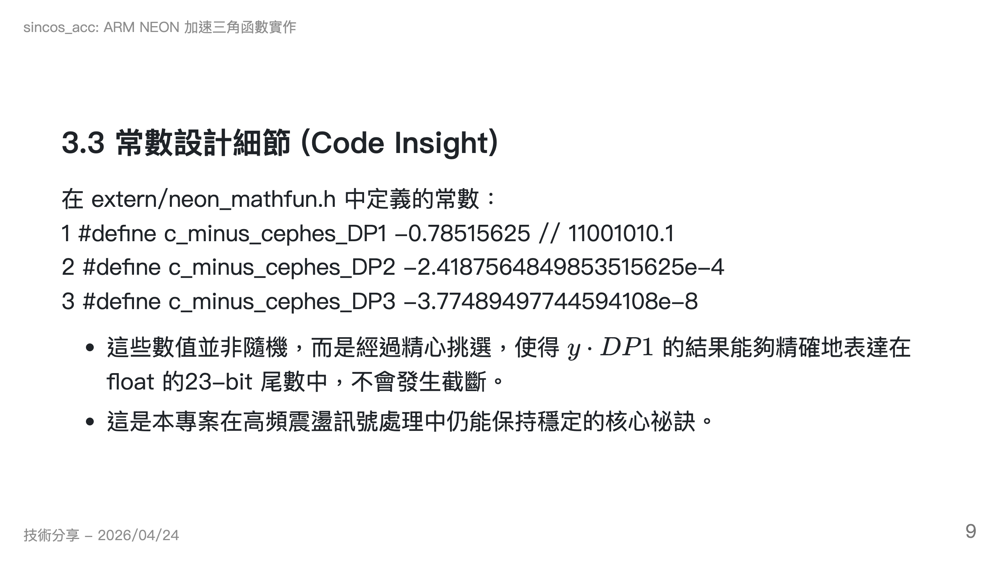 sincos_acc: ARM NEON 加速三角函數實作
3.3 常數設計細節 (Code Insight)
在 extern/neon_mathfun.h 中定義的常數：
1 #define c_minus_cephes_DP1 -0.78515625 // 11001010.1
2 #define c_minus_cephes_DP2 -2.4187564849853515625e-4
3 #define c_minus_cephes_DP3 -3.77489497744594108e-8
• 這些數值並非隨機，而是經過精心挑選，使得 y · DP1 的結果能夠精確地表達在
float 的23-bit 尾數中，不會發生截斷。
• 這是本專案在高頻震盪訊號處理中仍能保持穩定的核心祕訣。
技術分享 - 2026/04/24
9